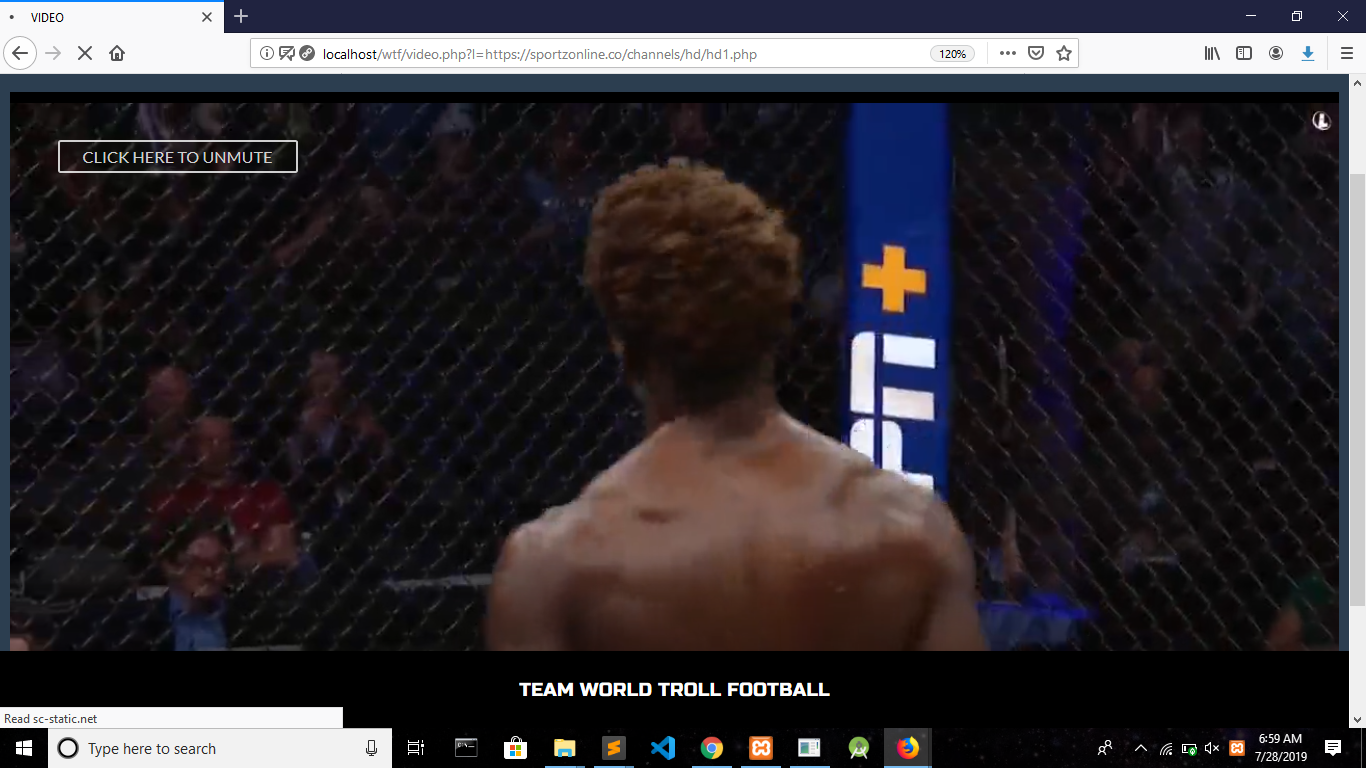 VIDEO
localhost/wtf/video.php?l=https://sportzonline.co/channels/hd/hd1.php
120%
CLICK HERE TO UNMUTE
TEAM WORLD TROLL FOOTBALL
Read sc-static.net
Type here to search
6:59 AM
7/28/2019